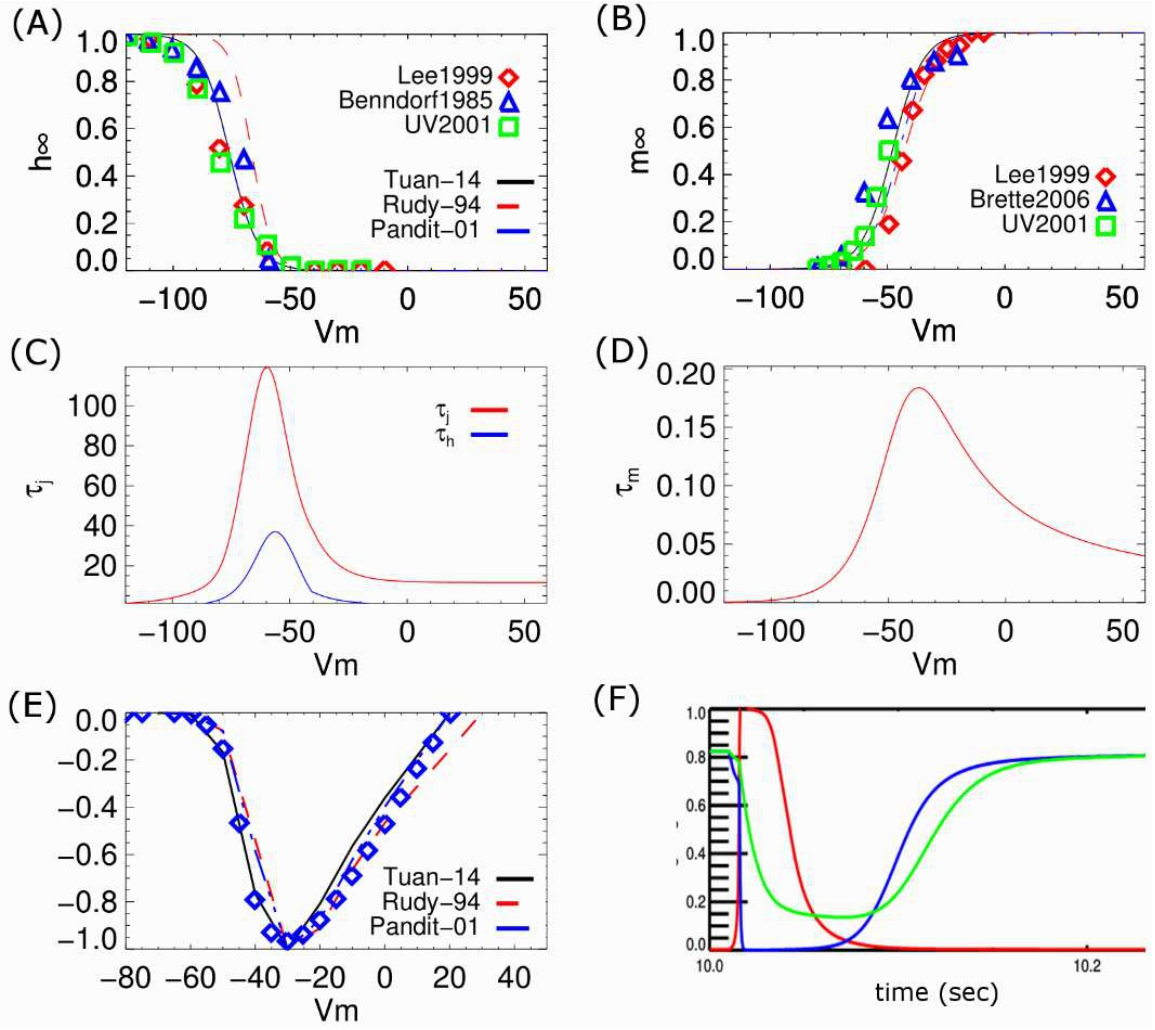 (A)
1.0
0.8
0.6
0.4
0.2
0.0
h∞
Lee1999
Benndorf1985
UV2001
Tuan−14
Rudy−94
Pandit−01
−100 −50 0 50
Vm
(B)
1.0
0.8
0.6
0.4
0.2
0.0
m∞
Lee1999
Brette2006
UV2001
−100 −50 0 50
Vm
(C)
100
80
60
40
20
τj
τj
τh
−100 −50 0 50
Vm
(D)
0.20
0.15
0.10
0.05
0.00
τm
−100 −50 0 50
Vm
(E)
0.0
−0.2
−0.4
−0.6
−0.8
−1.0
Tuan−14
Rudy−94
Pandit−01
−80 −60 −40 −20 0 20 40
Vm
(F)
0.8
0.6
0.4
0.2
0.0
10.0 10.2
time (sec)